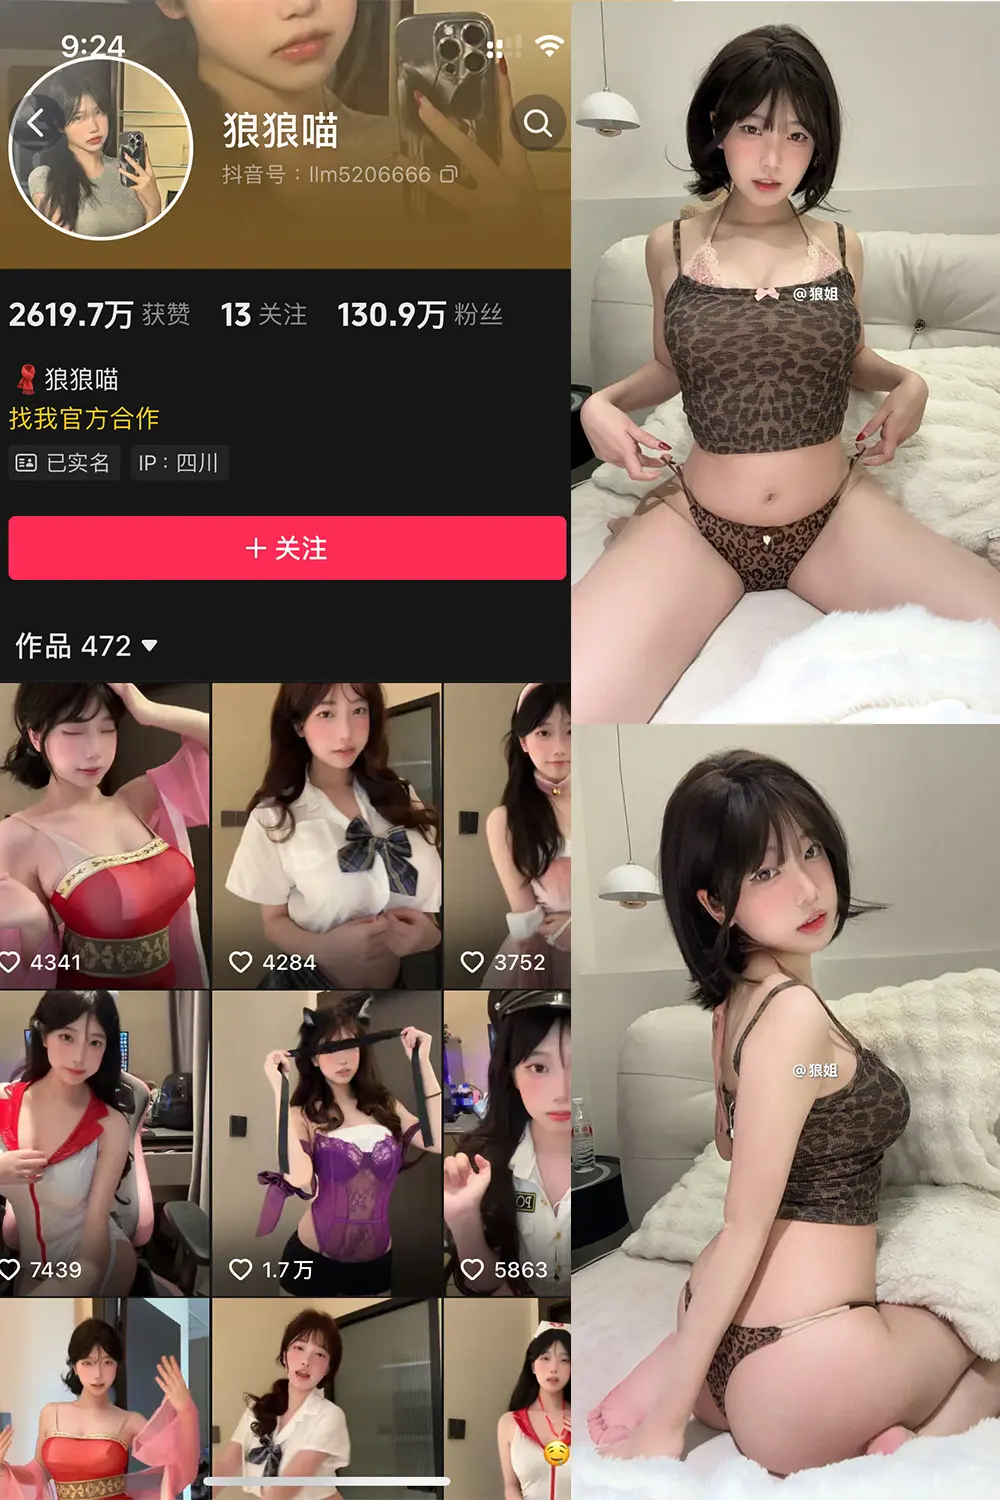 9:24
狼狼喵
抖音号：llm5206666
2619.7万 获赞 13 关注 130.9万 粉丝
狼狼喵
找我官方合作
已实名 IP：四川
＋关注
作品 472
4341
4284
3752
7439
1.7万
5863
PO
@狼姐
@狼姐